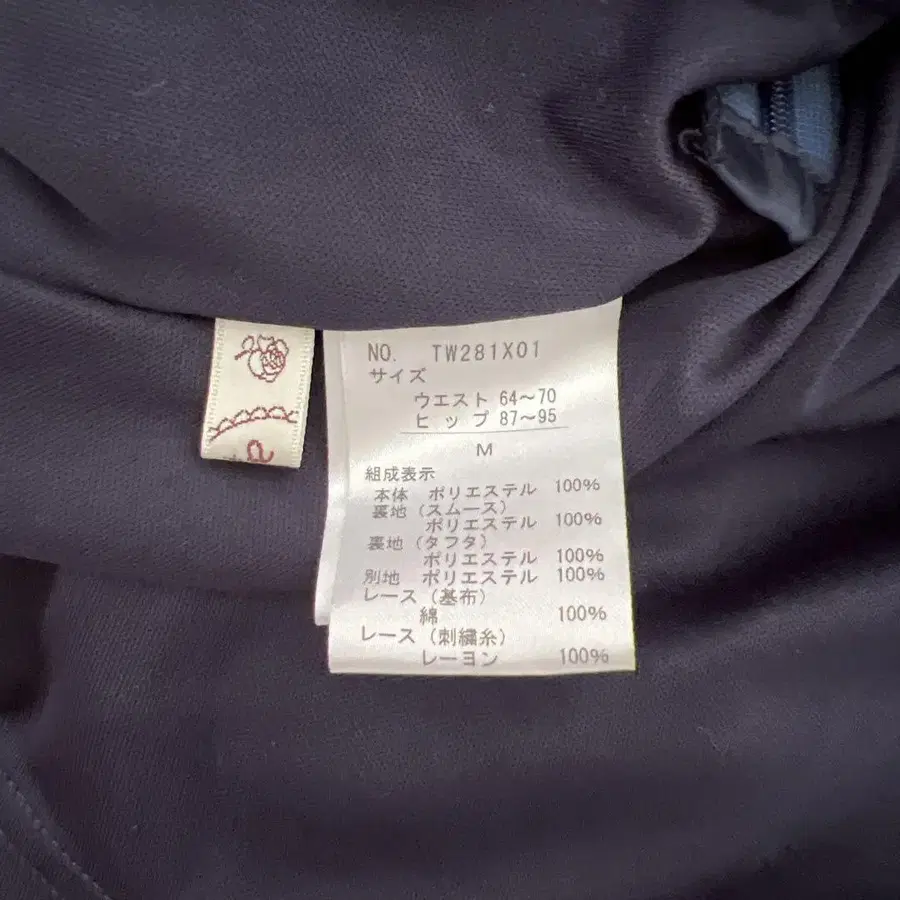 NO. TW281X01
サイズ
ウエスト 64～70
ヒップ 87～95
M
組成表示
本体 ポリエステル 100%
裏地(スムース)
ポリエステル 100%
裏地(タフタ)
ポリエステル 100%
別地 ポリエステル 100%
レース(基布)
綿 100%
レース(刺繍糸)
レーヨン 100%